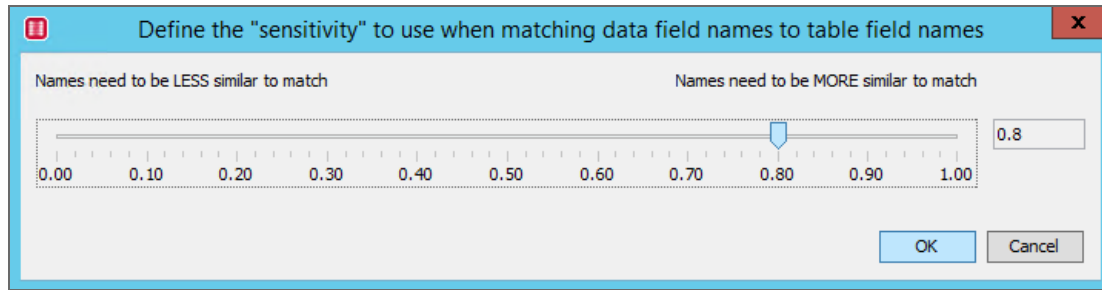 Define the "sensitivity" to use when matching data field names to table field names
x
Names need to be LESS similar to match Names need to be MORE similar to match
0.8
0.00 0.10 0.20 0.30 0.40 0.50 0.60 0.70 0.80 0.90 1.00
OK Cancel